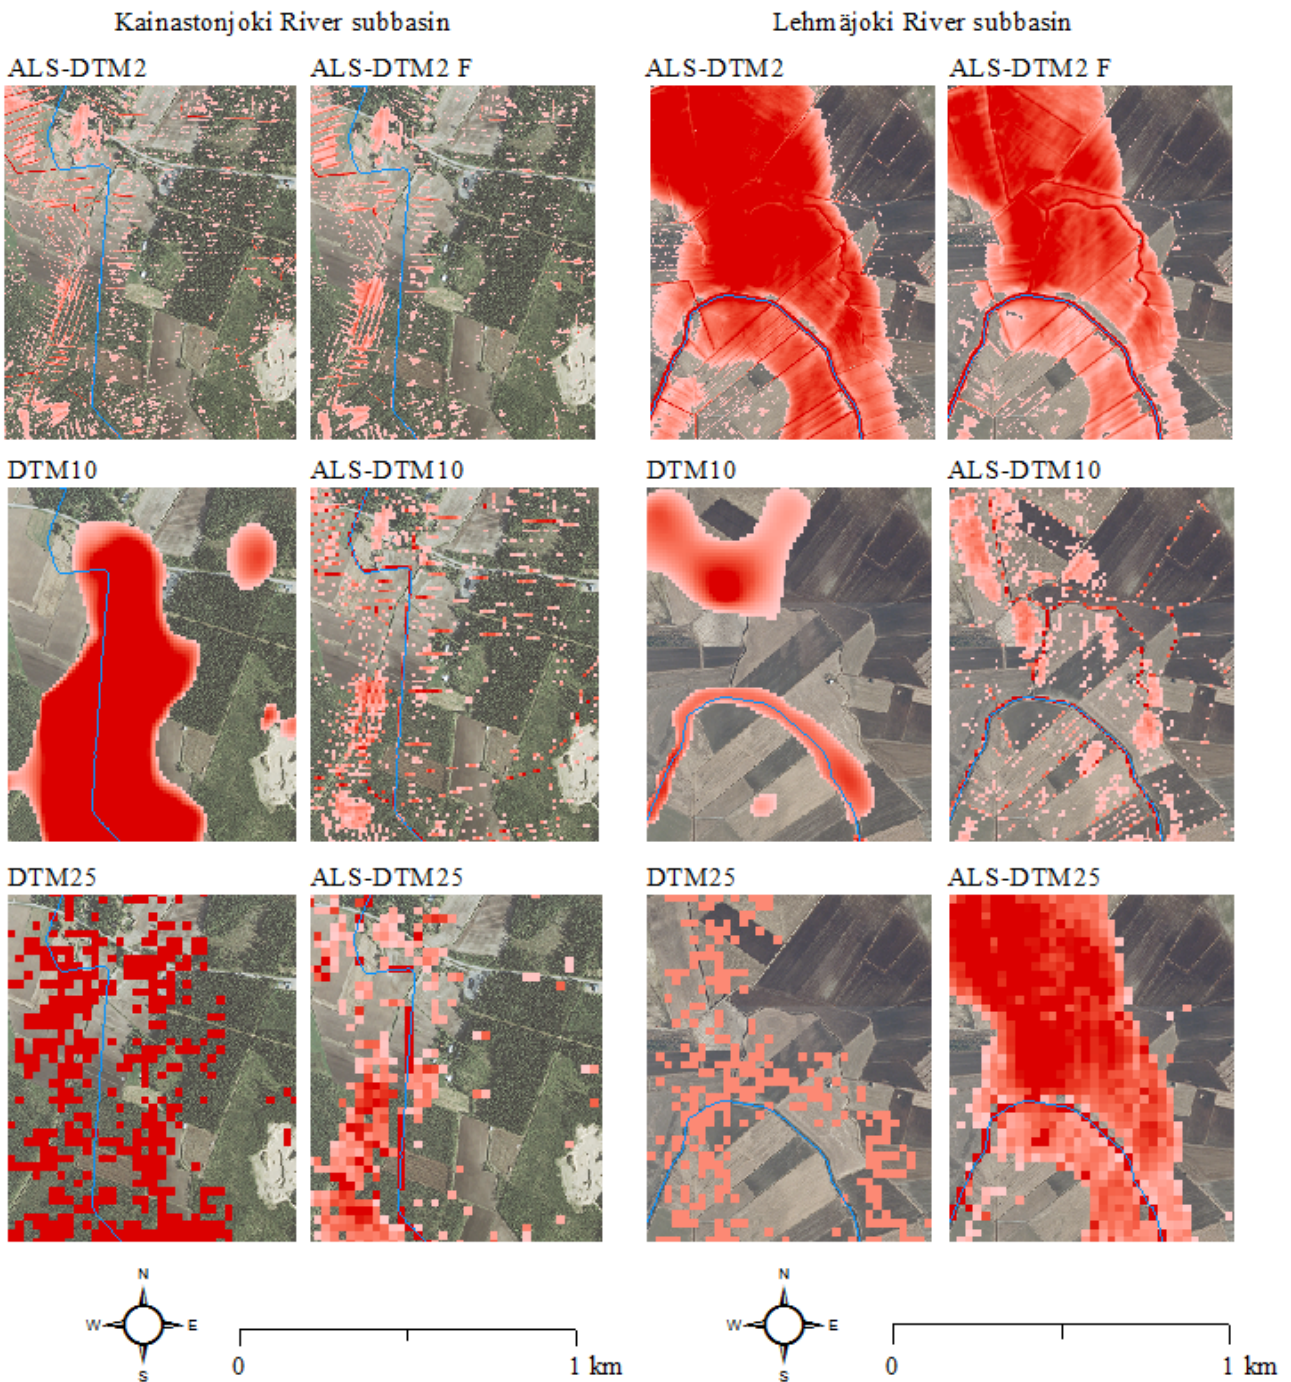 Kainastonjoki River subbasin Lehmäjoki River subbasin
ALS-DTM2 ALS-DTM2 F ALS-DTM2 ALS-DTM2 F
DTM10 ALS-DTM10 DTM10 ALS-DTM10
DTM25 ALS-DTM25 DTM25 ALS-DTM25
N N
W E W E
S S
0 1 km 0 1 km